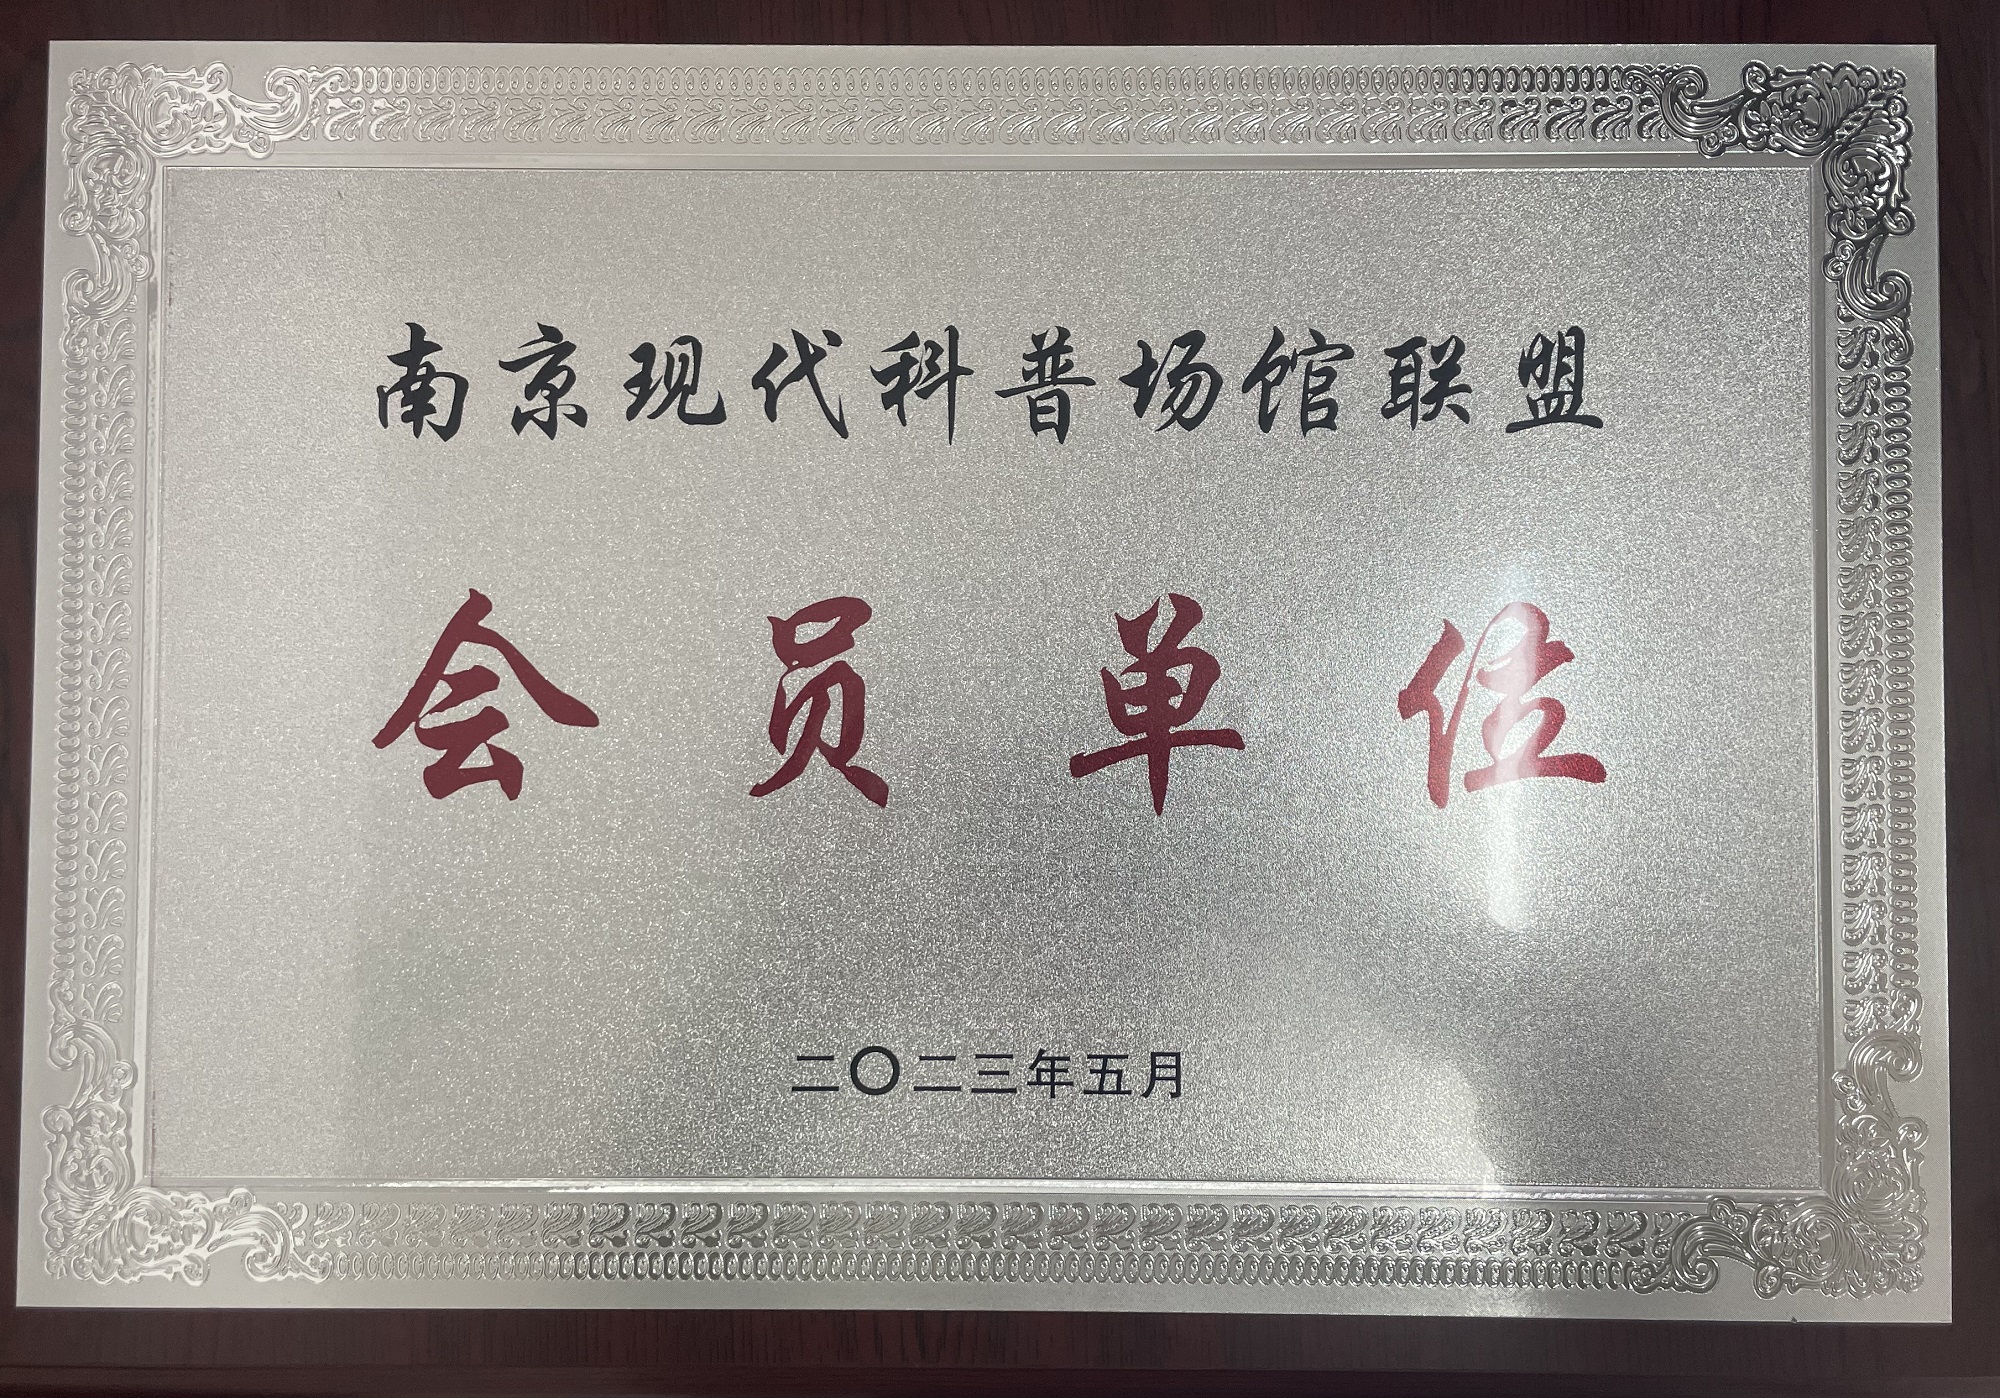 南京现代科普场馆联盟
会员单位
二〇二三年五月